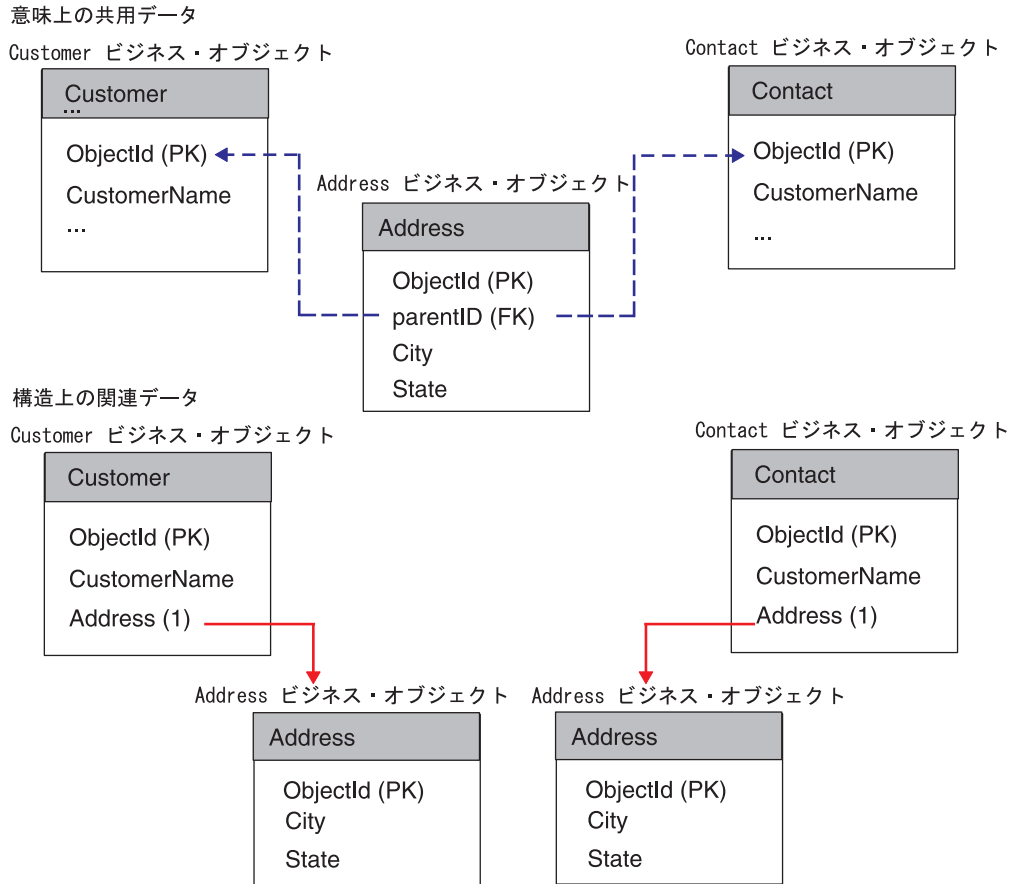 意味上の共用データ
Customer ビジネス・オブジェクト
Customer
...
ObjectId (PK)
CustomerName
...
Contact ビジネス・オブジェクト
Contact
ObjectId (PK)
CustomerName
...
Address ビジネス・オブジェクト
Address
ObjectId (PK)
parentID (FK)
City
State
構造上の関連データ
Customer ビジネス・オブジェクト
Customer
ObjectId (PK)
CustomerName
Address (1)
Contact ビジネス・オブジェクト
Contact
ObjectId (PK)
CustomerName
Address (1)
Address ビジネス・オブジェクト
Address
ObjectId (PK)
City
State
Address ビジネス・オブジェクト
Address
ObjectId (PK)
City
State